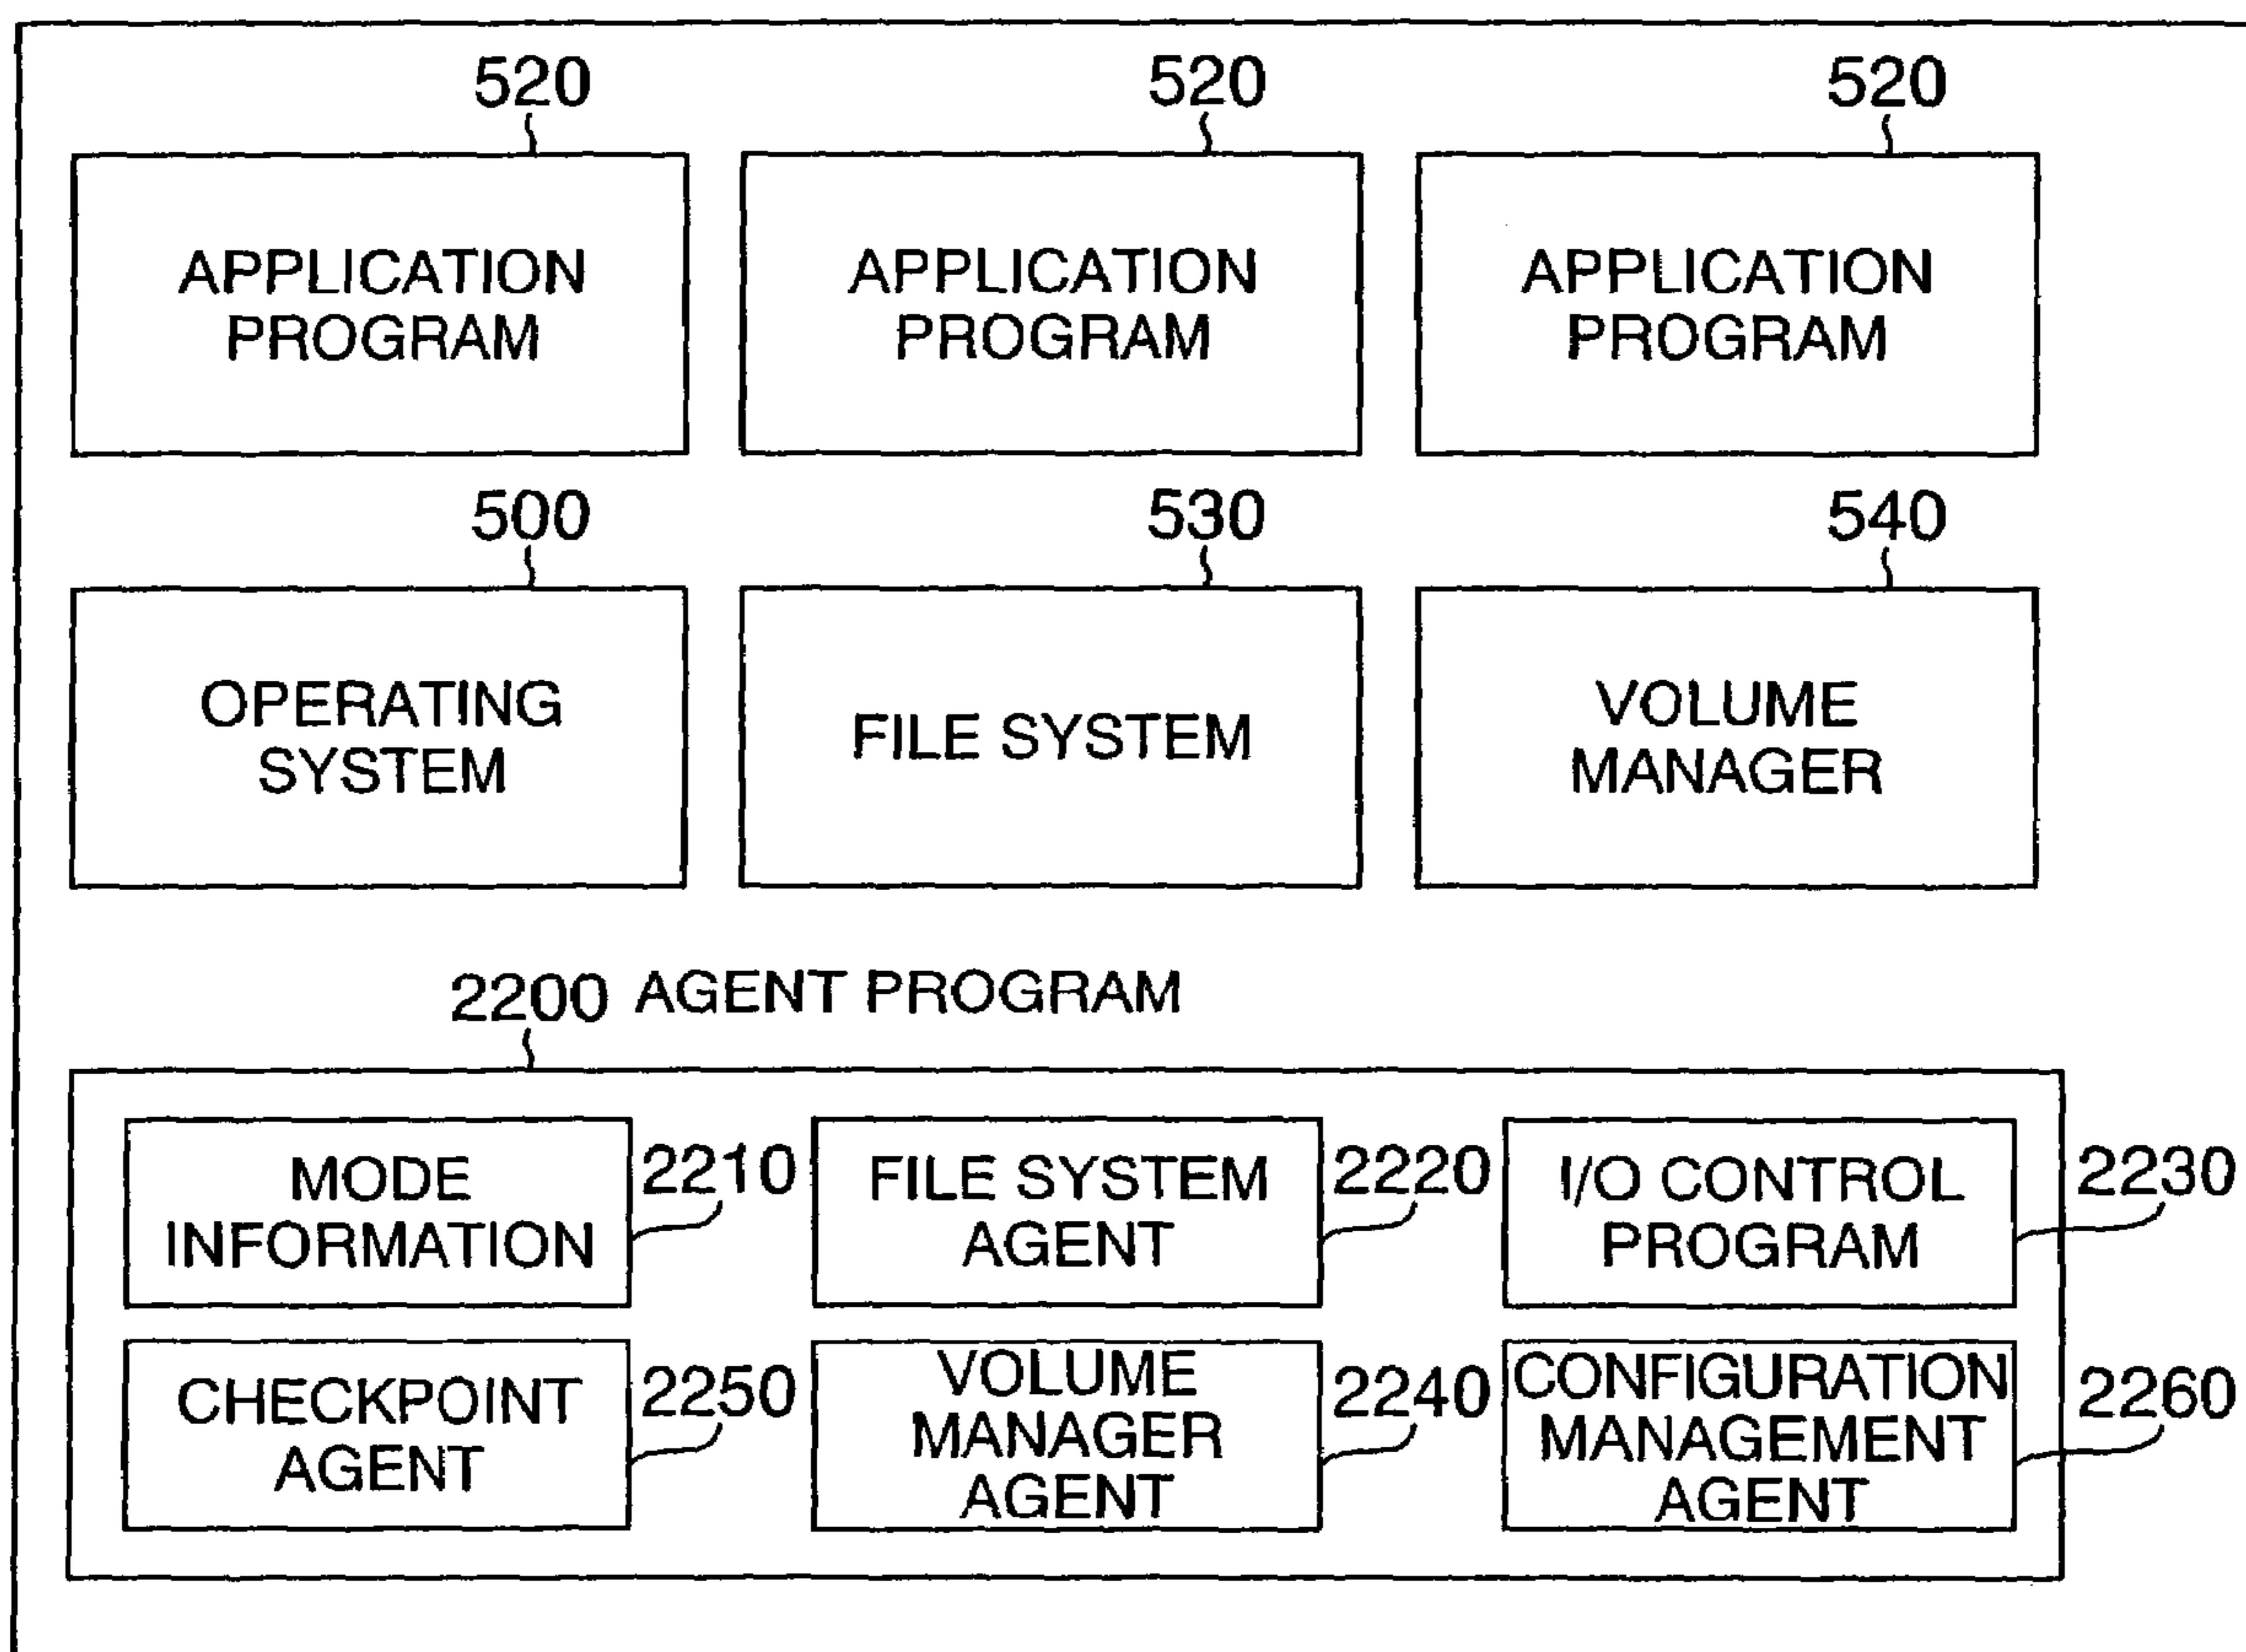 520 520 520
APPLICATION PROGRAM
APPLICATION PROGRAM
APPLICATION PROGRAM
500 530 540
OPERATING SYSTEM
FILE SYSTEM
VOLUME MANAGER
2200 AGENT PROGRAM
MODE
INFORMATION
2210
FILE SYSTEM
AGENT
2220
I/O CONTROL
PROGRAM
2230
CHECKPOINT
AGENT
2250
VOLUME
MANAGER
AGENT
2240
CONFIGURATION
MANAGEMENT
AGENT
2260